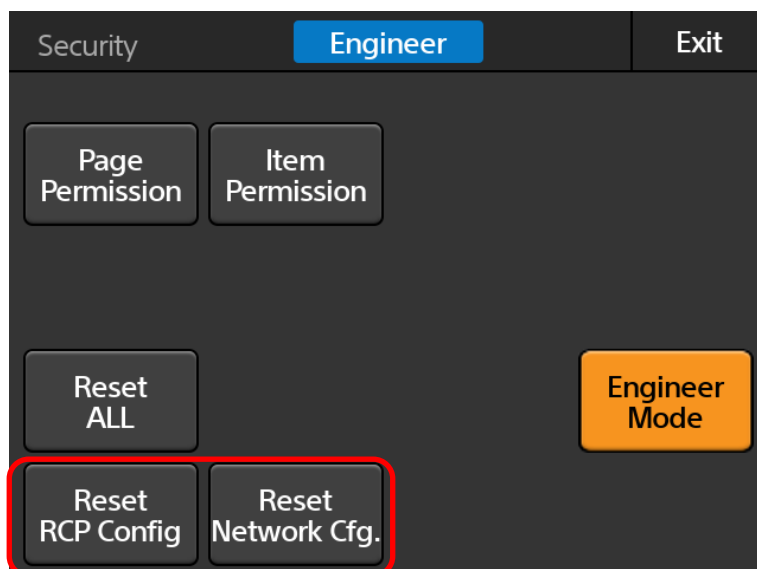 Security
Engineer
Exit
Page
Permission
Item
Permission
Reset
ALL
Engineer
Mode
Reset
RCP Config
Reset
Network Cfg.